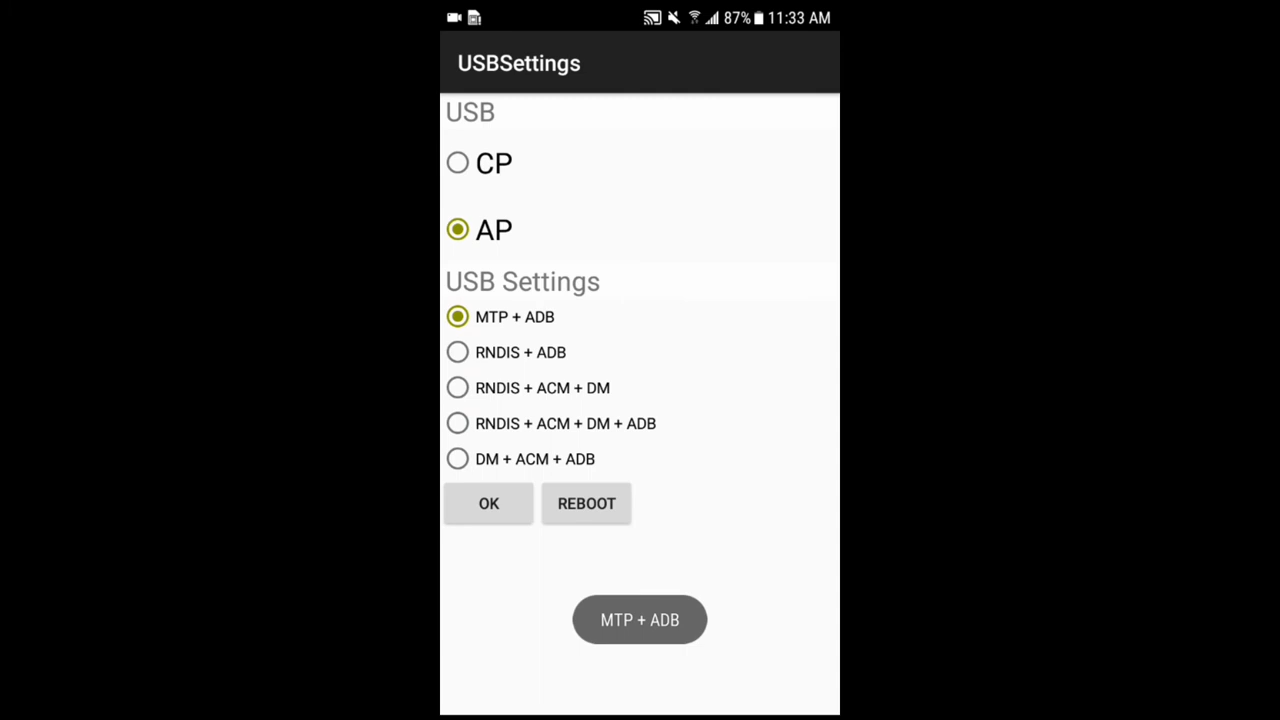 87% 11:33 AM
USBSettings
USB
CP
AP
USB Settings
MTP + ADB
RNDIS + ADB
RNDIS + ACM + DM
RNDIS + ACM + DM + ADB
DM + ACM + ADB
OK REBOOT
MTP + ADB